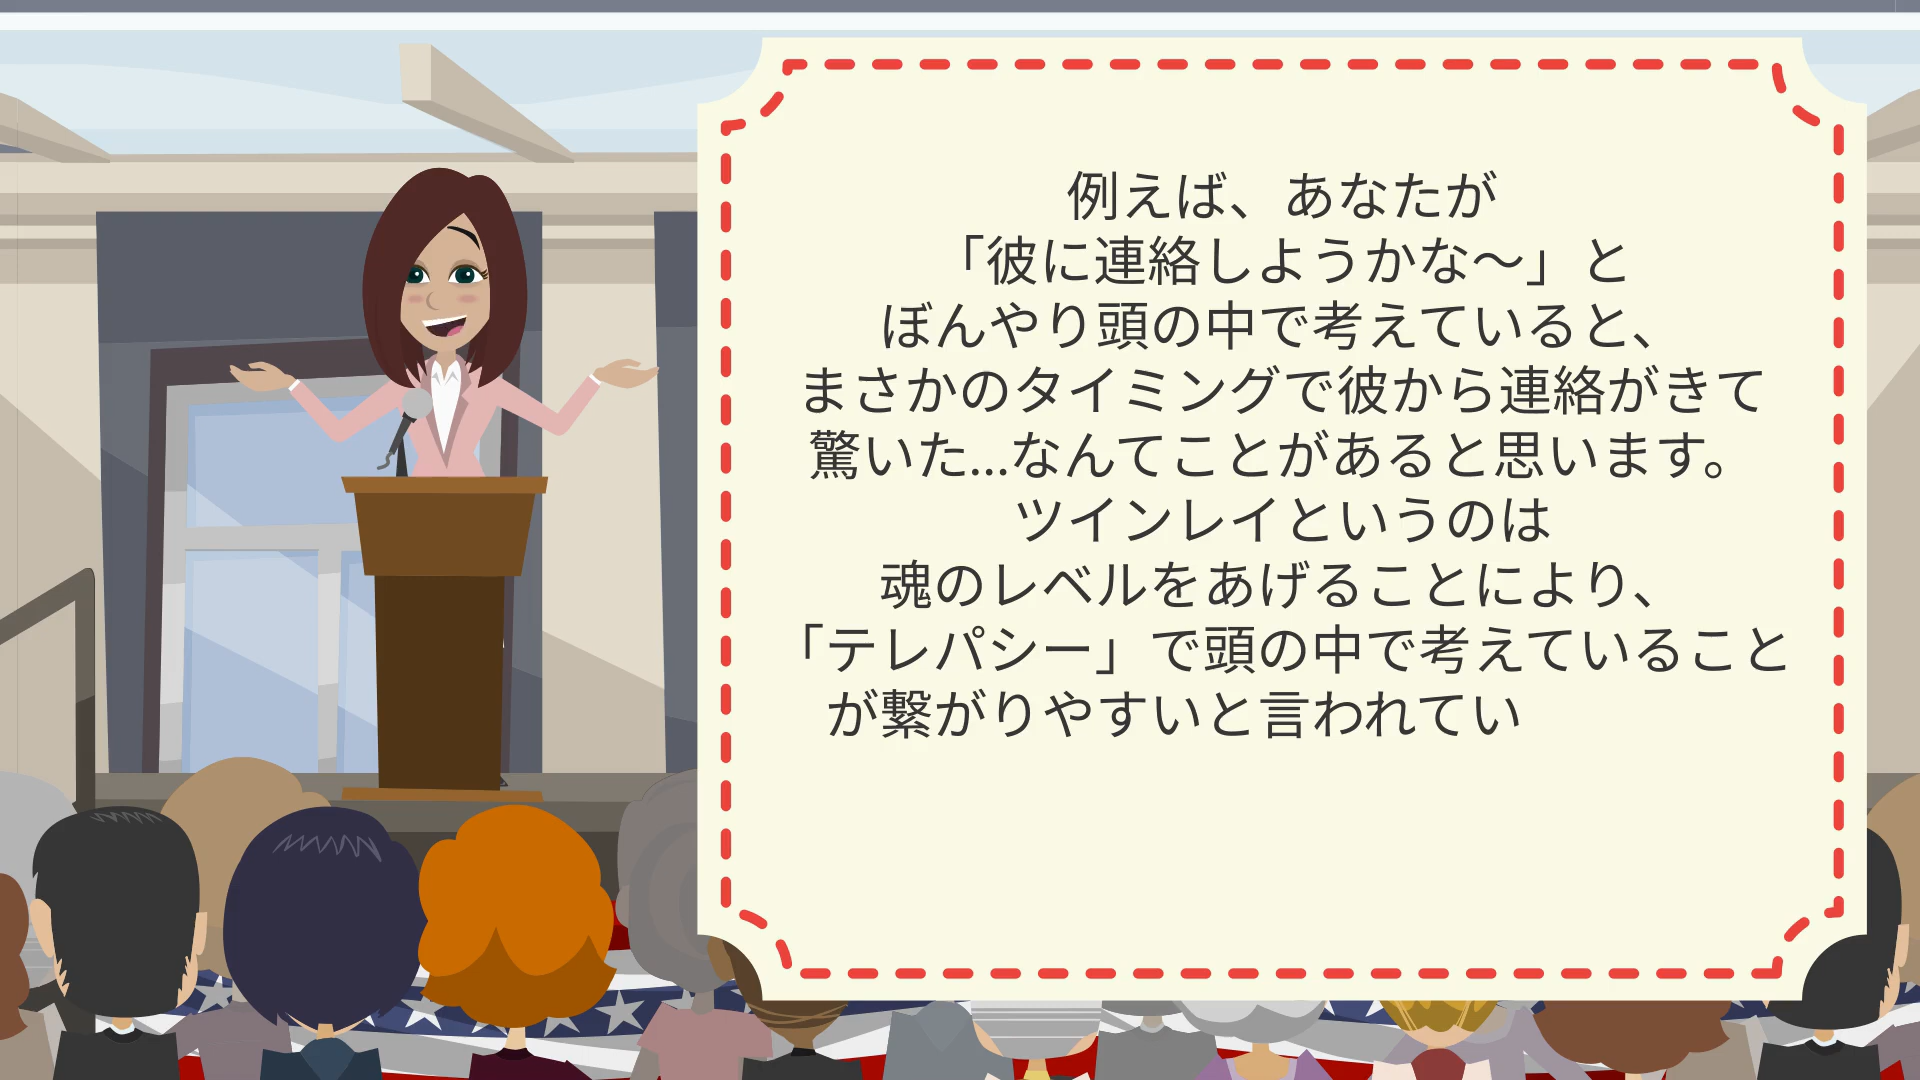 例えば、あなたが
「彼に連絡しようかな～」と
ぼんやり頭の中で考えていると、
まさかのタイミングで彼から連絡がきて
驚いた...なんてことがあると思います。
ツインレイというのは
魂のレベルをあげることにより、
「テレパシー」で頭の中で考えていること
が繋がりやすいと言われてい